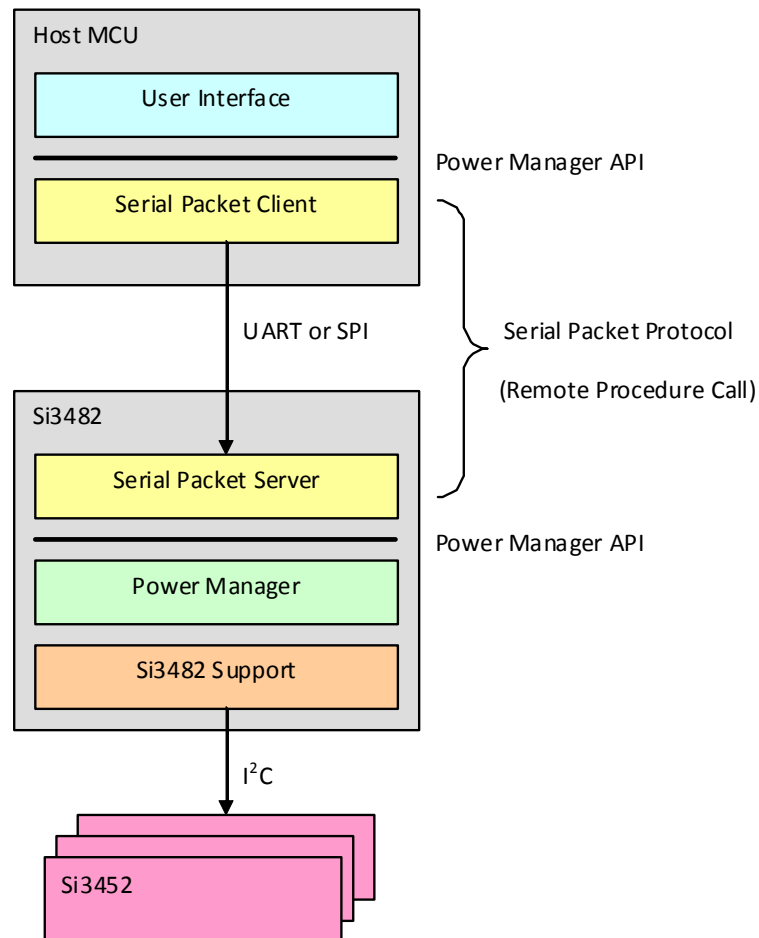 Host MCU
User Interface
Power Manager API
Serial Packet Client
UART or SPI
Serial Packet Protocol
(Remote Procedure Call)
Si3482
Serial Packet Server
Power Manager API
Power Manager
Si3482 Support
I²C
Si3452